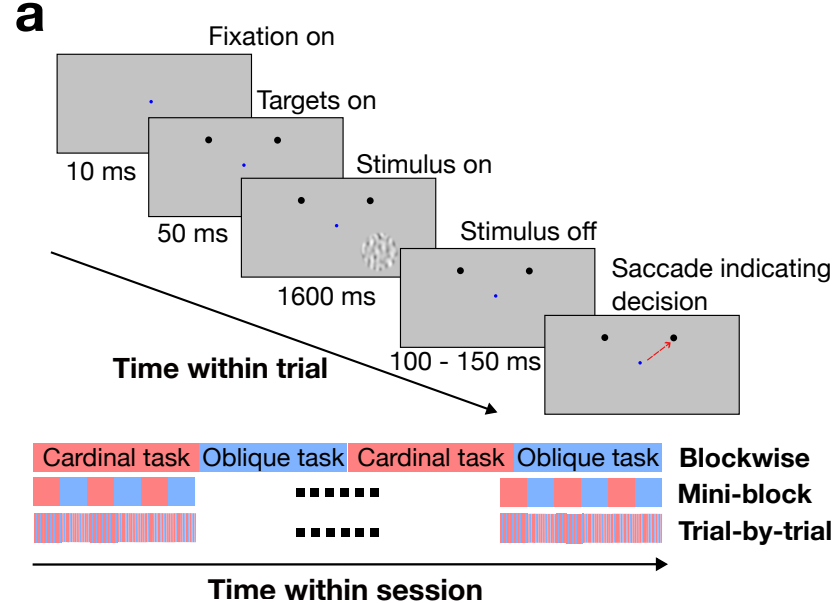 a
Fixation on
Targets on
10 ms
Stimulus on
50 ms
Stimulus off
1600 ms
Saccade indicating
decision
100 - 150 ms
Time within trial
Cardinal task Oblique task Cardinal task Oblique task Blockwise
Mini-block
Trial-by-trial
Time within session